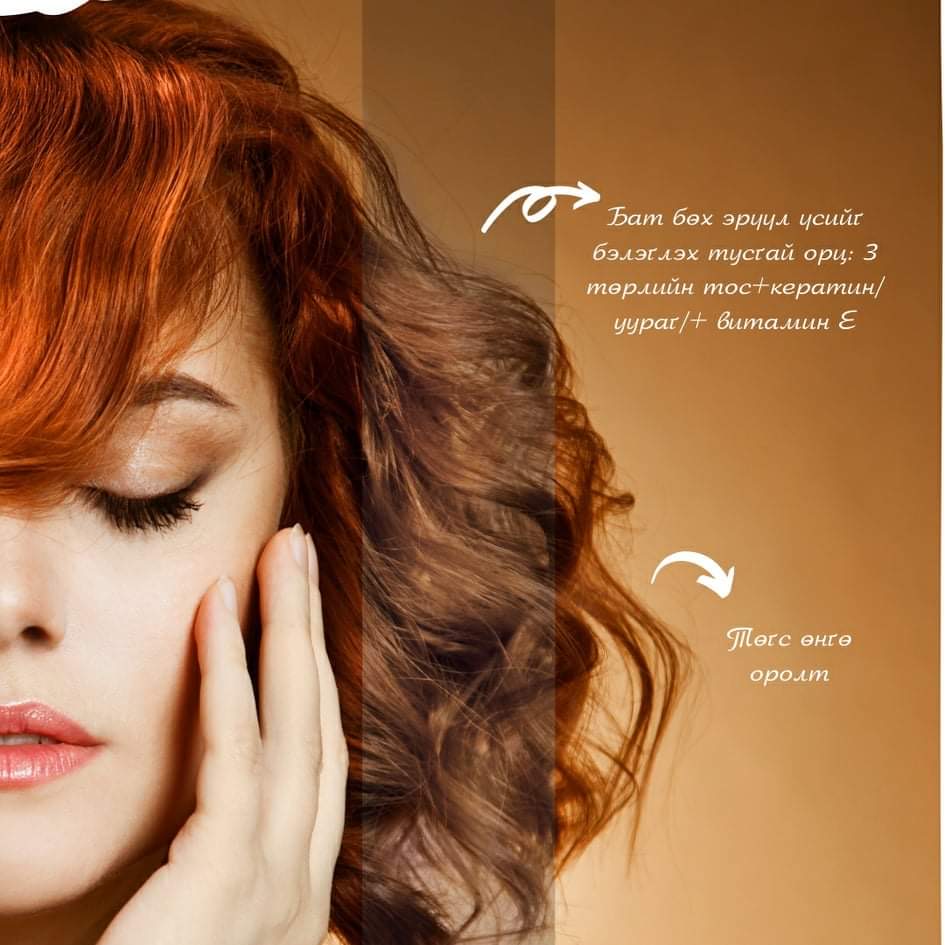 Бат бөх эрүүл үсийг
бэлэглэх тусгай орц: 3
төрлийн тос+кератин/
уураг/+ витамин Е
Төгс өнгө
оролт